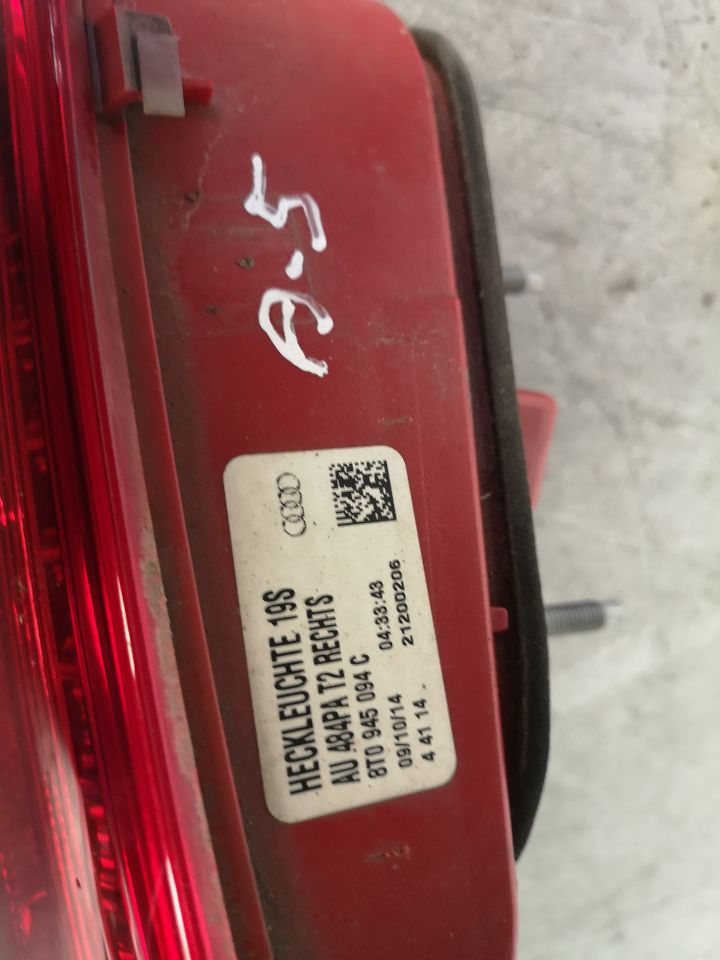 A-5
HECKLEUCHTE 19S
AU 484PA T2 RECHTS
8T0 945 094 C
09/10/14 04:33:43
4 41 14 . 21200206